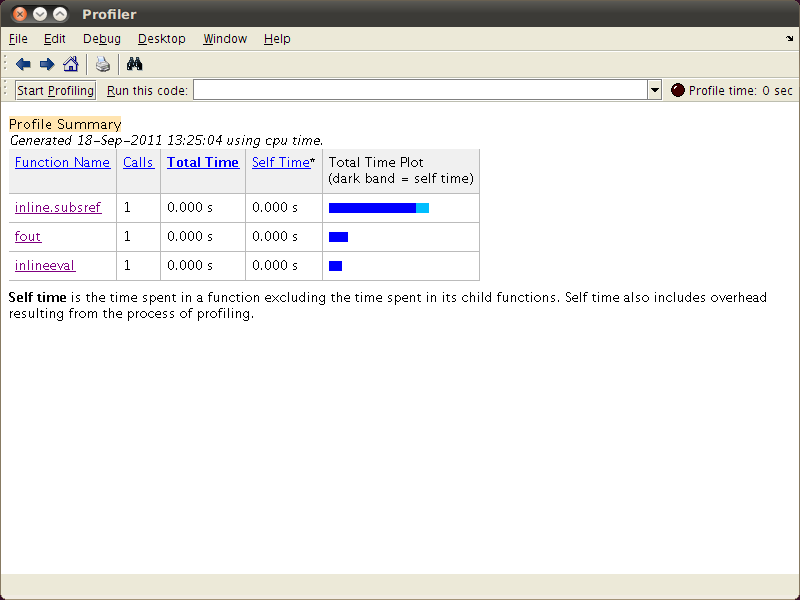 Profiler
File Edit Debug Desktop Window Help
Start Profiling Run this code: Profile time: 0 sec
Profile Summary
Generated 18-Sep-2011 13:25:04 using cpu time.
Function Name Calls Total Time Self Time* Total Time Plot
(dark band = self time)
inline.subsref 1 0.000 s 0.000 s
fout 1 0.000 s 0.000 s
inlineeval 1 0.000 s 0.000 s
Self time is the time spent in a function excluding the time spent in its child functions. Self time also includes overhead
resulting from the process of profiling.